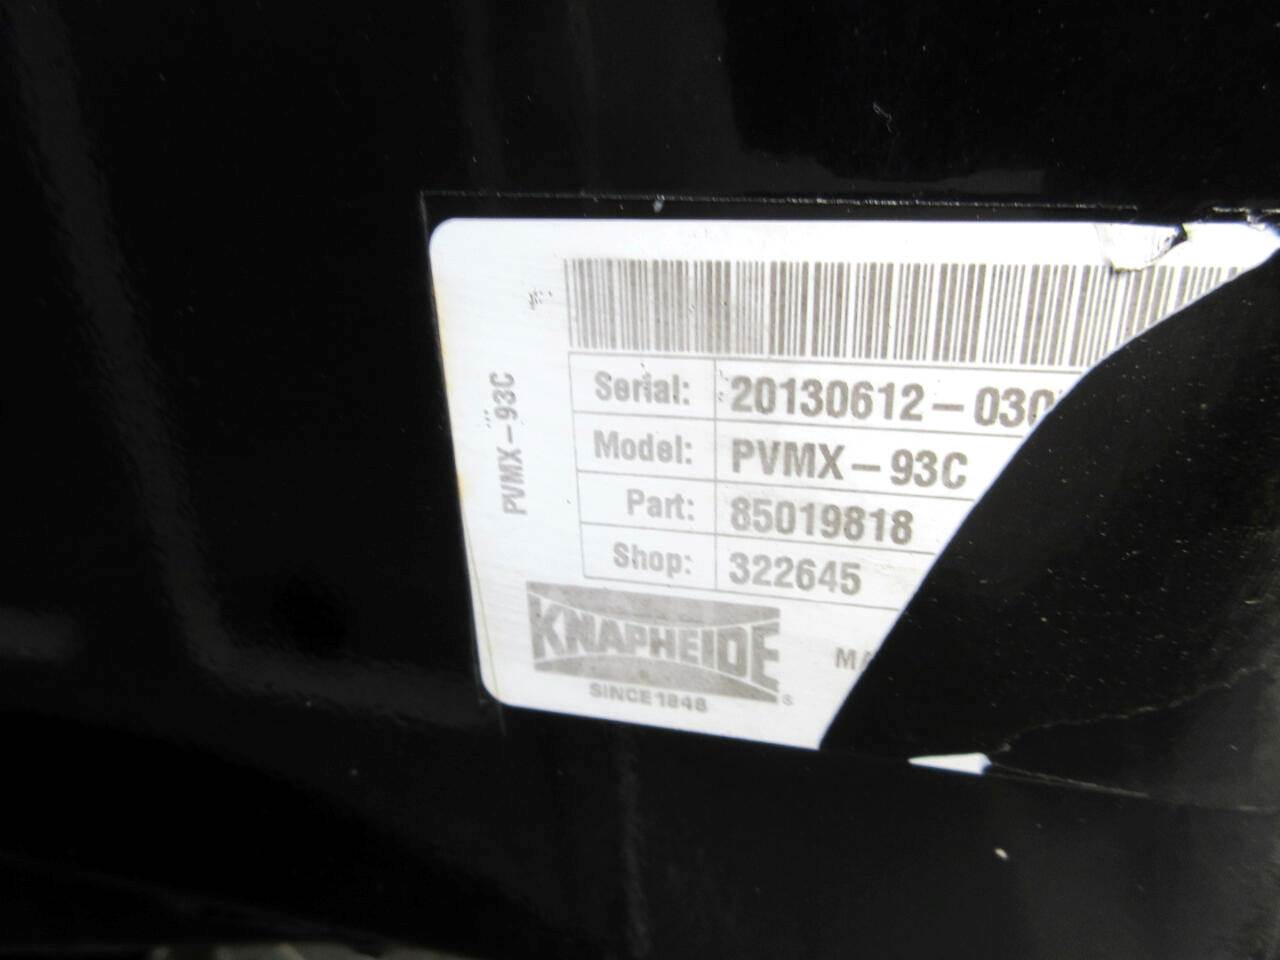 PVMX-93C
Serial: 20130612-030
Model: PVMX-93C
Part: 85019818
Shop: 322645
KNAPHEIDE
SINCE 1848